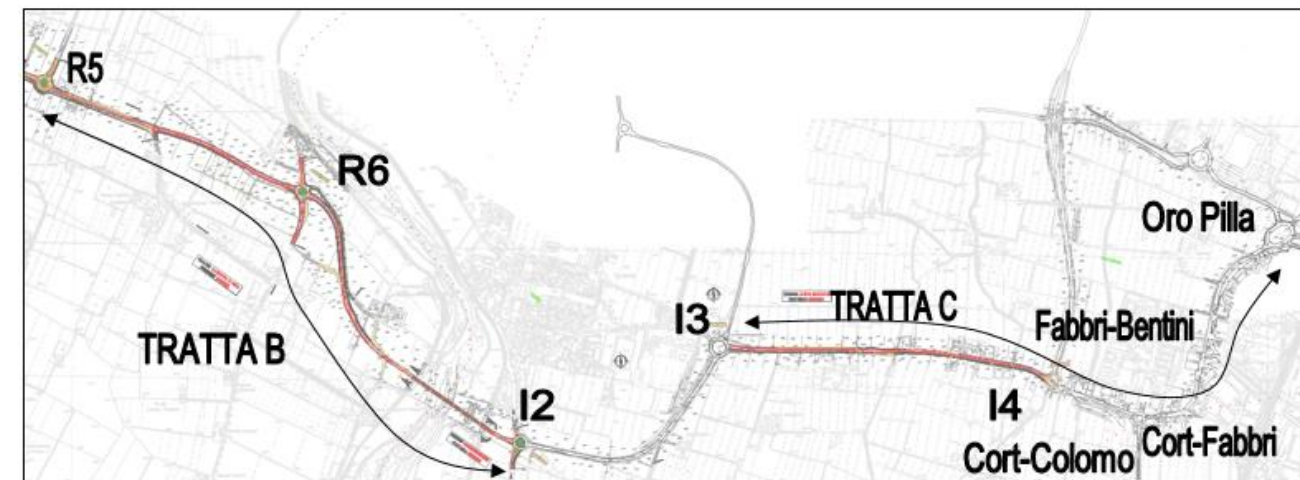 R5
R6
Oro Pilla
TRATTA C
I3
Fabbri-Bentini
TRATTA B
I2
I4
Cort-Fabbri
Cort-Colomo